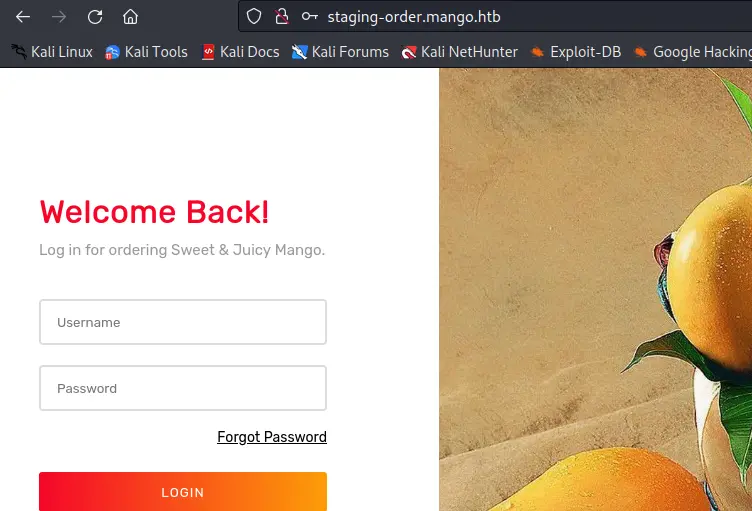 staging-order.mango.htb
Kali Linux Kali Tools Kali Docs Kali Forums Kali NetHunter Exploit-DB Google Hacking
Welcome Back!
Log in for ordering Sweet & Juicy Mango.
Username
Password
Forgot Password
LOGIN